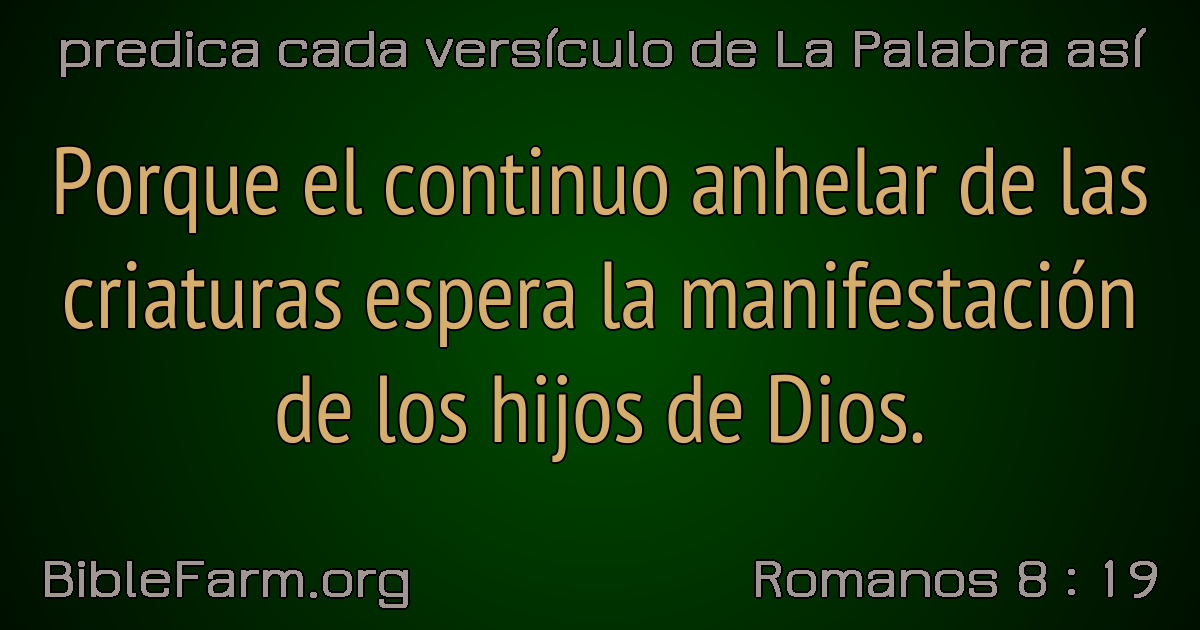 predica cada versículo de La Palabra así
Porque el continuo anhelar de las
criaturas espera la manifestación
de los hijos de Dios.
BibleFarm.org
Romanos 8 : 19